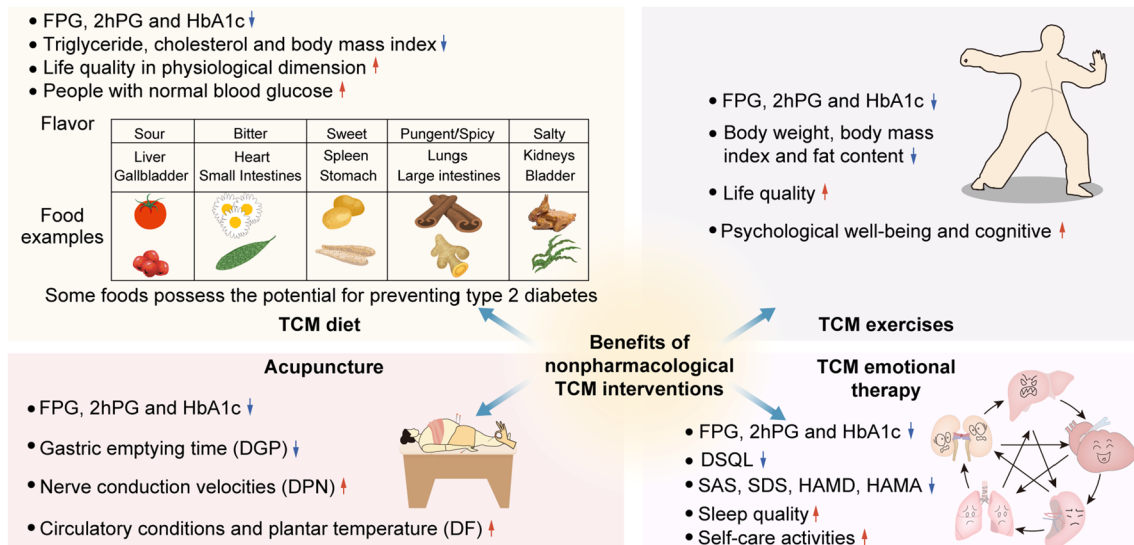 • FPG, 2hPG and HbA1c
• Triglyceride, cholesterol and body mass index
• Life quality in physiological dimension
• People with normal blood glucose
Flavor
Sour Bitter Sweet Pungent/Spicy Salty
Liver Heart Spleen Lungs Kidneys
Gallbladder Small Intestines Stomach Large intestines Bladder
Food
examples
Some foods possess the potential for preventing type 2 diabetes
TCM diet
• FPG, 2hPG and HbA1c
• Body weight, body mass
index and fat content
• Life quality
• Psychological well-being and cognitive
TCM exercises
Benefits of
nonpharmacological
TCM interventions
Acupuncture
• FPG, 2hPG and HbA1c
• Gastric emptying time (DGP)
• Nerve conduction velocities (DPN)
• Circulatory conditions and plantar temperature (DF)
TCM emotional
therapy
• FPG, 2hPG and HbA1c
• DSQL
• SAS, SDS, HAMD, HAMA
• Sleep quality
• Self-care activities